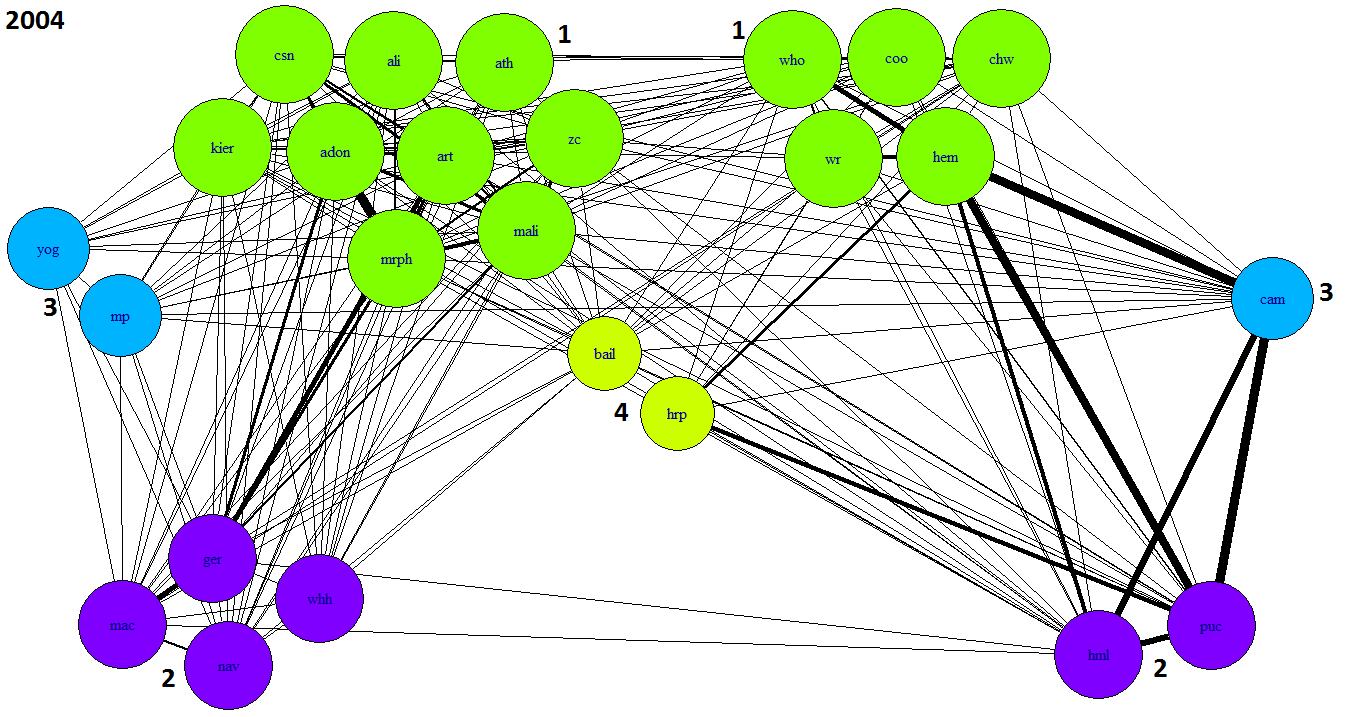 2004
csn ali ath 1 1 who coo chw
kier adon art zc wr hem
mrph mali
yog
3 mp cam 3
bail
4 hrp
ger
mac whh hml puc
2 nav 2